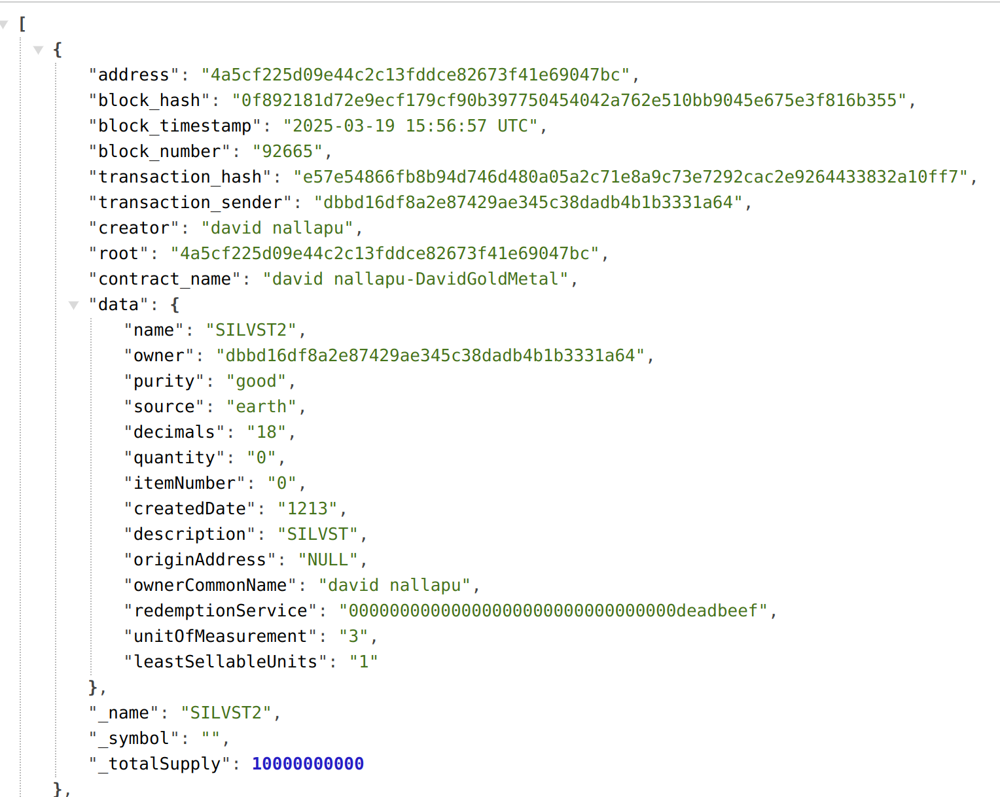 [
{
"address": "4a5cf225d09e44c2c13fddce82673f41e69047bc",
"block_hash": "0f892181d72e9ecf179cf90b397750454042a762e510bb9045e675e3f816b355",
"block_timestamp": "2025-03-19 15:56:57 UTC",
"block_number": "92665",
"transaction_hash": "e57e54866fb8b94d746d480a05a2c71e8a9c73e7292cac2e9264433832a10ff7",
"transaction_sender": "dbbd16df8a2e87429ae345c38dadb4b1b3331a64",
"creator": "david nallapu",
"root": "4a5cf225d09e44c2c13fddce82673f41e69047bc",
"contract_name": "david nallapu-DavidGoldMetal",
"data": {
"name": "SILVST2",
"owner": "dbbd16df8a2e87429ae345c38dadb4b1b3331a64",
"purity": "good",
"source": "earth",
"decimals": "18",
"quantity": "0",
"itemNumber": "0",
"createdDate": "1213",
"description": "SILVST",
"originAddress": "NULL",
"ownerCommonName": "david nallapu",
"redemptionService": "00000000000000000000000000000000deadbeef",
"unitOfMeasurement": "3",
"leastSellableUnits": "1"
},
"_name": "SILVST2",
"_symbol": "",
"_totalSupply": 10000000000
},